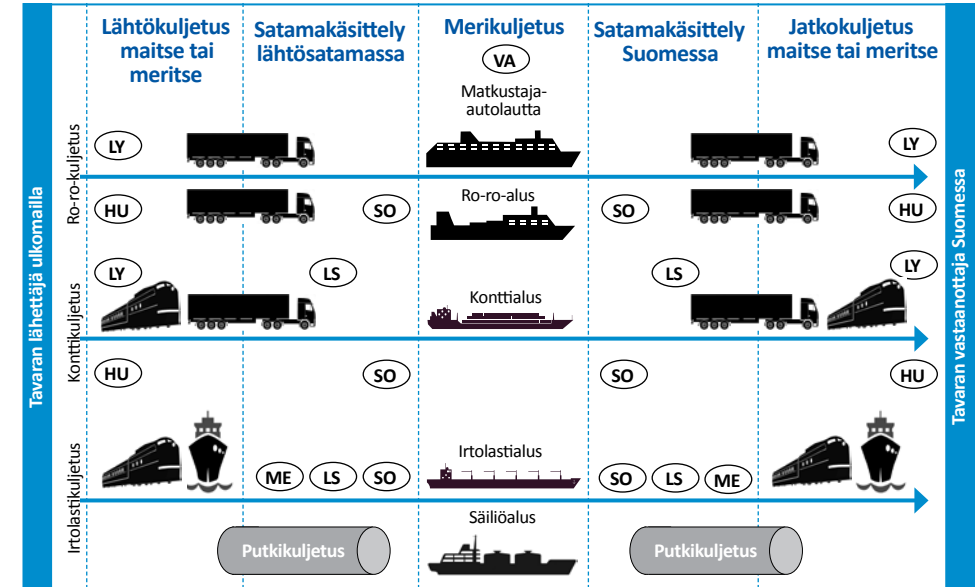 Lähtökuljetus
maitse tai
meritse
Satamakäsittely
lähtösatamassa
Merikuljetus
VA
Satamakäsittely
Suomessa
Jatkokuljetus
maitse tai meritse
Tavaran lähettäjä ulkomailla
Tavaran vastaanottaja Suomessa
Ro-ro-kuljetus
Matkustaja-
autolautta
LY
LY
HU
SO
Ro-ro-alus
SO
HU
Konttikuljetus
LY
LS
Konttialus
LS
LY
HU
SO
SO
HU
Irtolastikuljetus
Irtolastialus
ME
LS
SO
SO
LS
ME
Säiliöalus
Putkikuljetus
Putkikuljetus